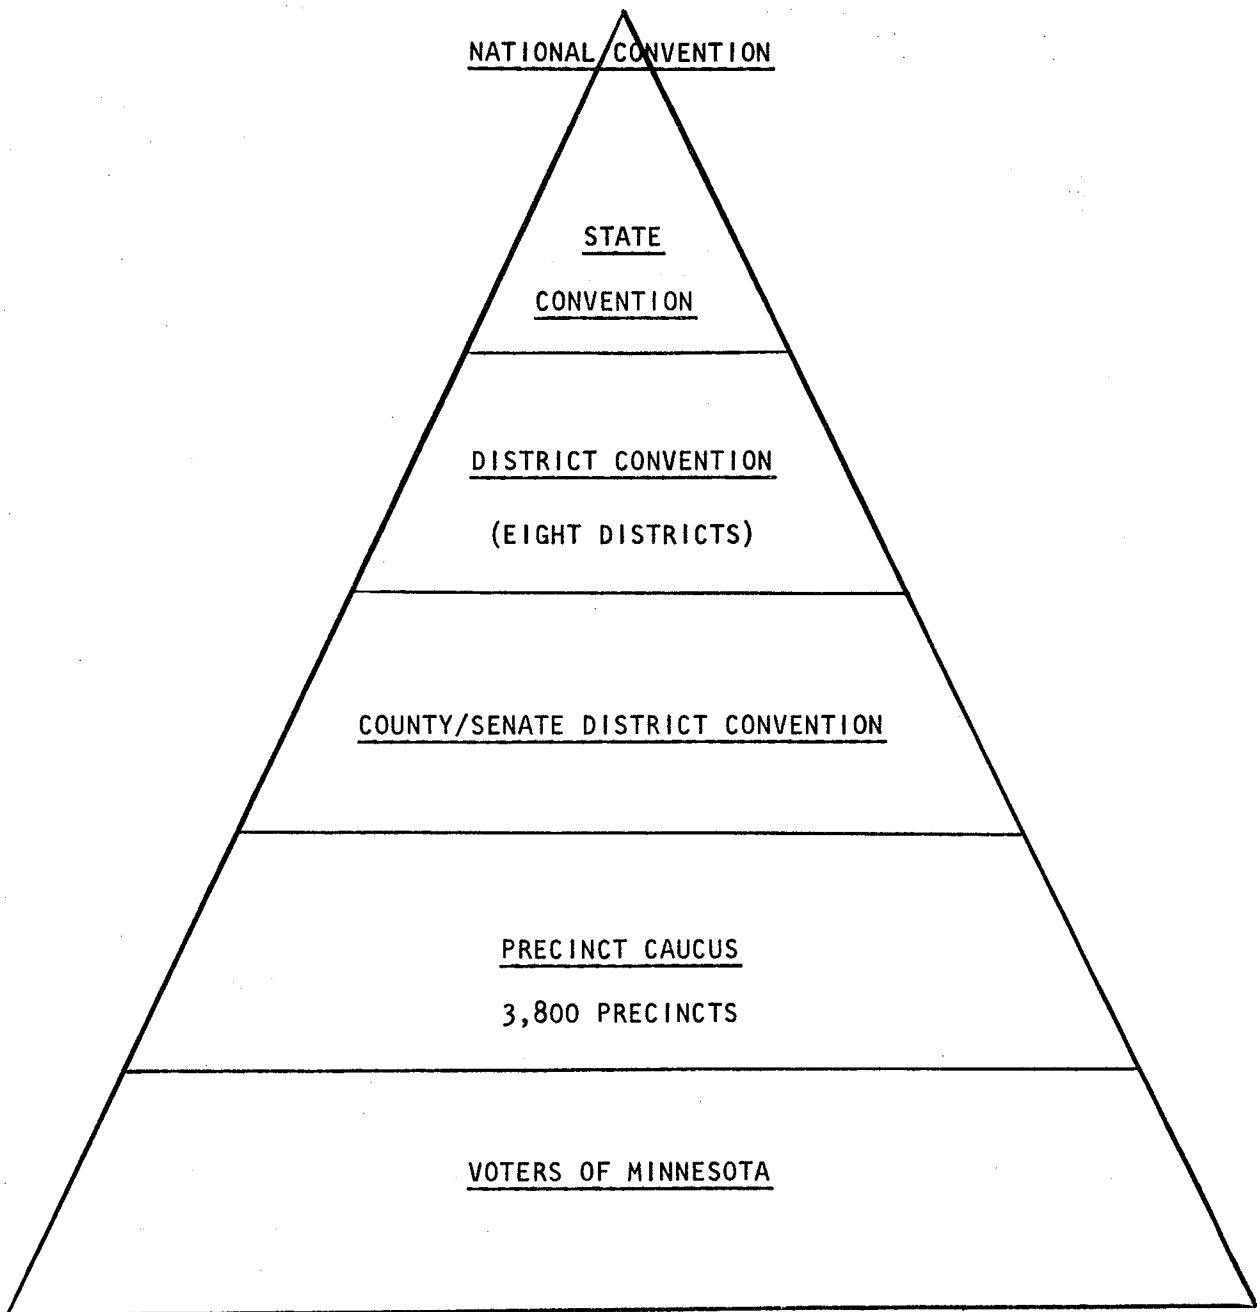 NATIONAL CONVENTION
STATE
CONVENTION
DISTRICT CONVENTION
(EIGHT DISTRICTS)
COUNTY/SENATE DISTRICT CONVENTION
PRECINCT CAUCUS
3,800 PRECINCTS
VOTERS OF MINNESOTA